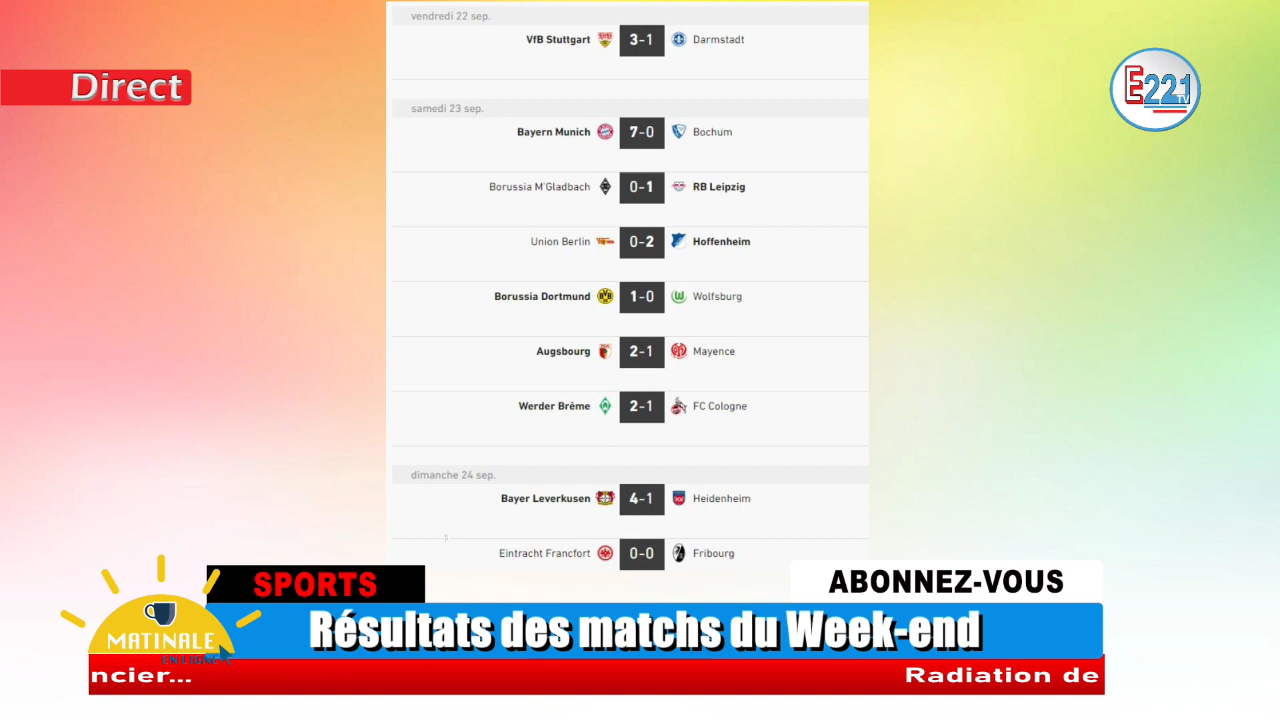 vendredi 22 sep.
VfB Stuttgart 3-1 Darmstadt
Direct
E221
TV
samedi 23 sep.
Bayern Munich 7-0 Bochum
Borussia M'Gladbach 0-1 RB Leipzig
Union Berlin 0-2 Hoffenheim
Borussia Dortmund 1-0 Wolfsburg
Augsbourg 2-1 Mayence
Werder Brême 2-1 FC Cologne
dimanche 24 sep.
Bayer Leverkusen 4-1 Heidenheim
Eintracht Francfort 0-0 Fribourg
SPORTS
ABONNEZ-VOUS
Résultats des matchs du Week-end
MATINALE
EN LIGNE
ncier... Radiation de